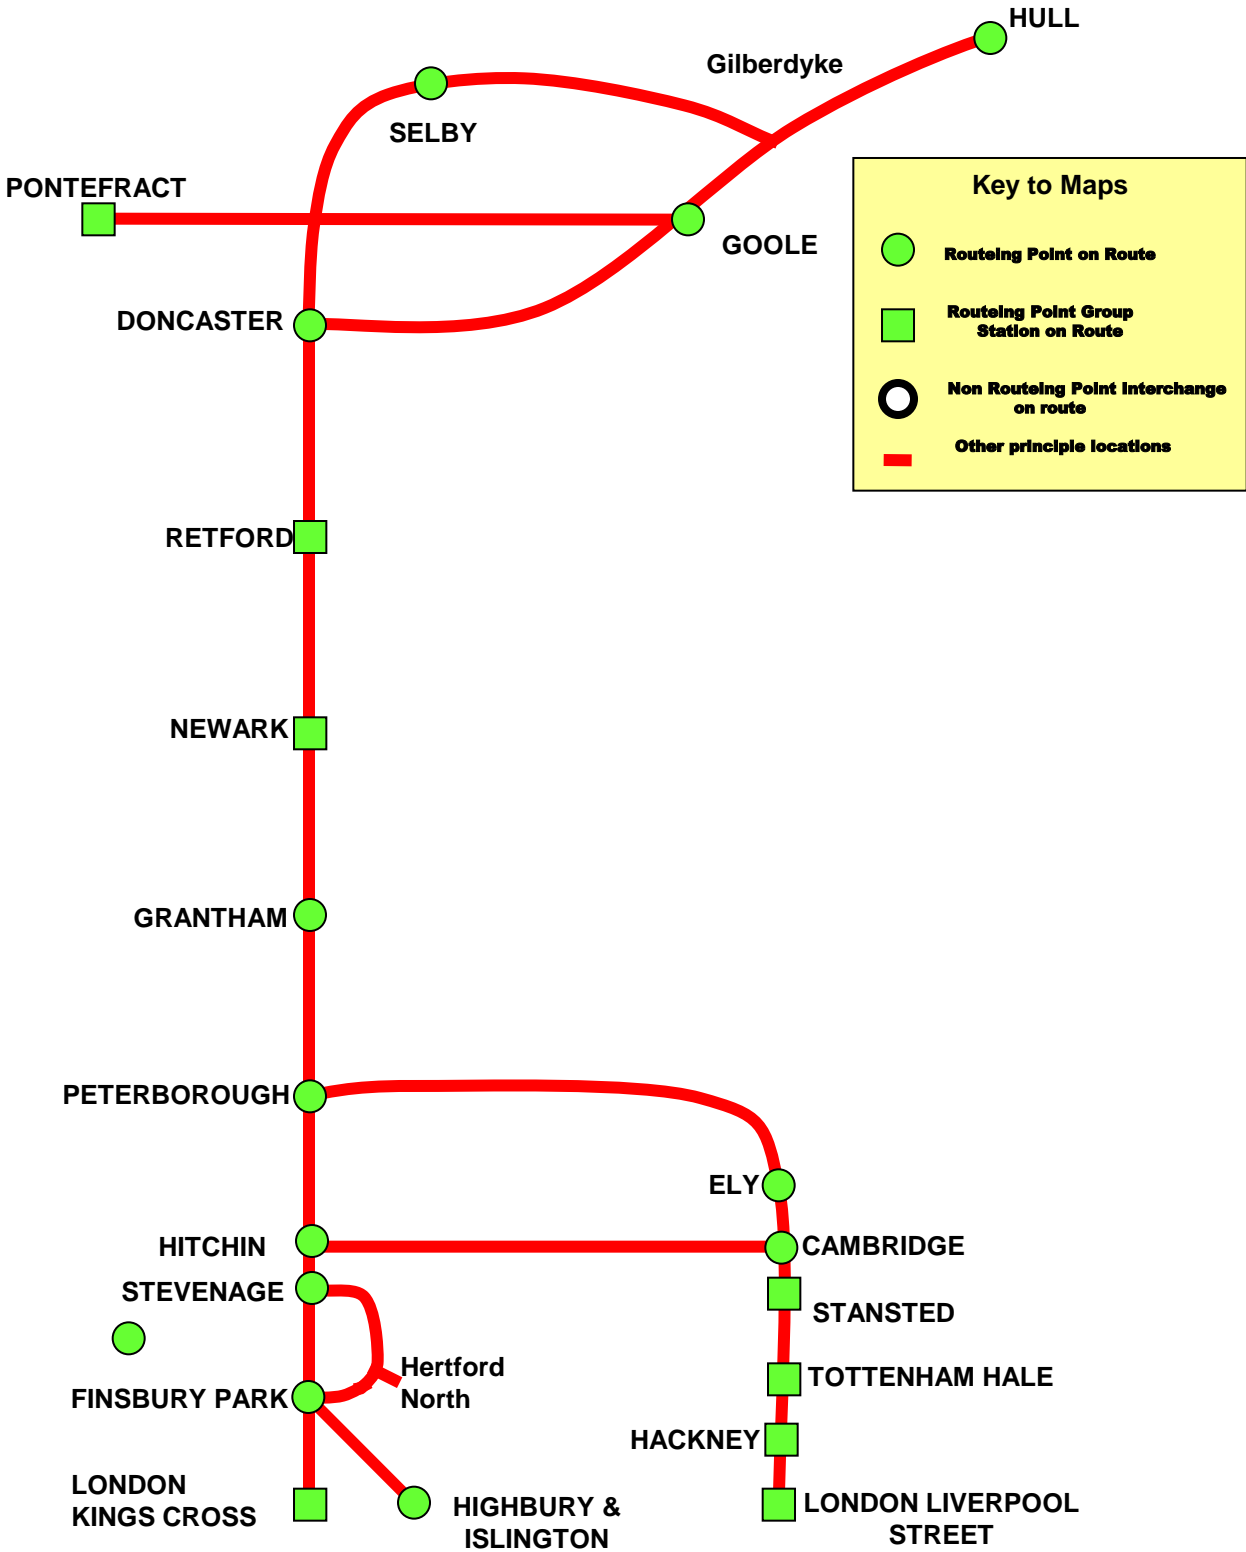 HULL
Gilberdyke
SELBY
PONTEFRACT
GOOLE
DONCASTER
Key to Maps
Routeing Point on Route
Routeing Point Group
Station on Route
Non Routeing Point Interchange
on route
Other principle locations
RETFORD
NEWARK
GRANTHAM
PETERBOROUGH
ELY
HITCHIN
CAMBRIDGE
STEVENAGE
STANSTED
Hertford
North
TOTTENHAM HALE
FINSBURY PARK
HACKNEY
LONDON
KINGS CROSS
HIGHBURY &
ISLINGTON
LONDON LIVERPOOL
STREET